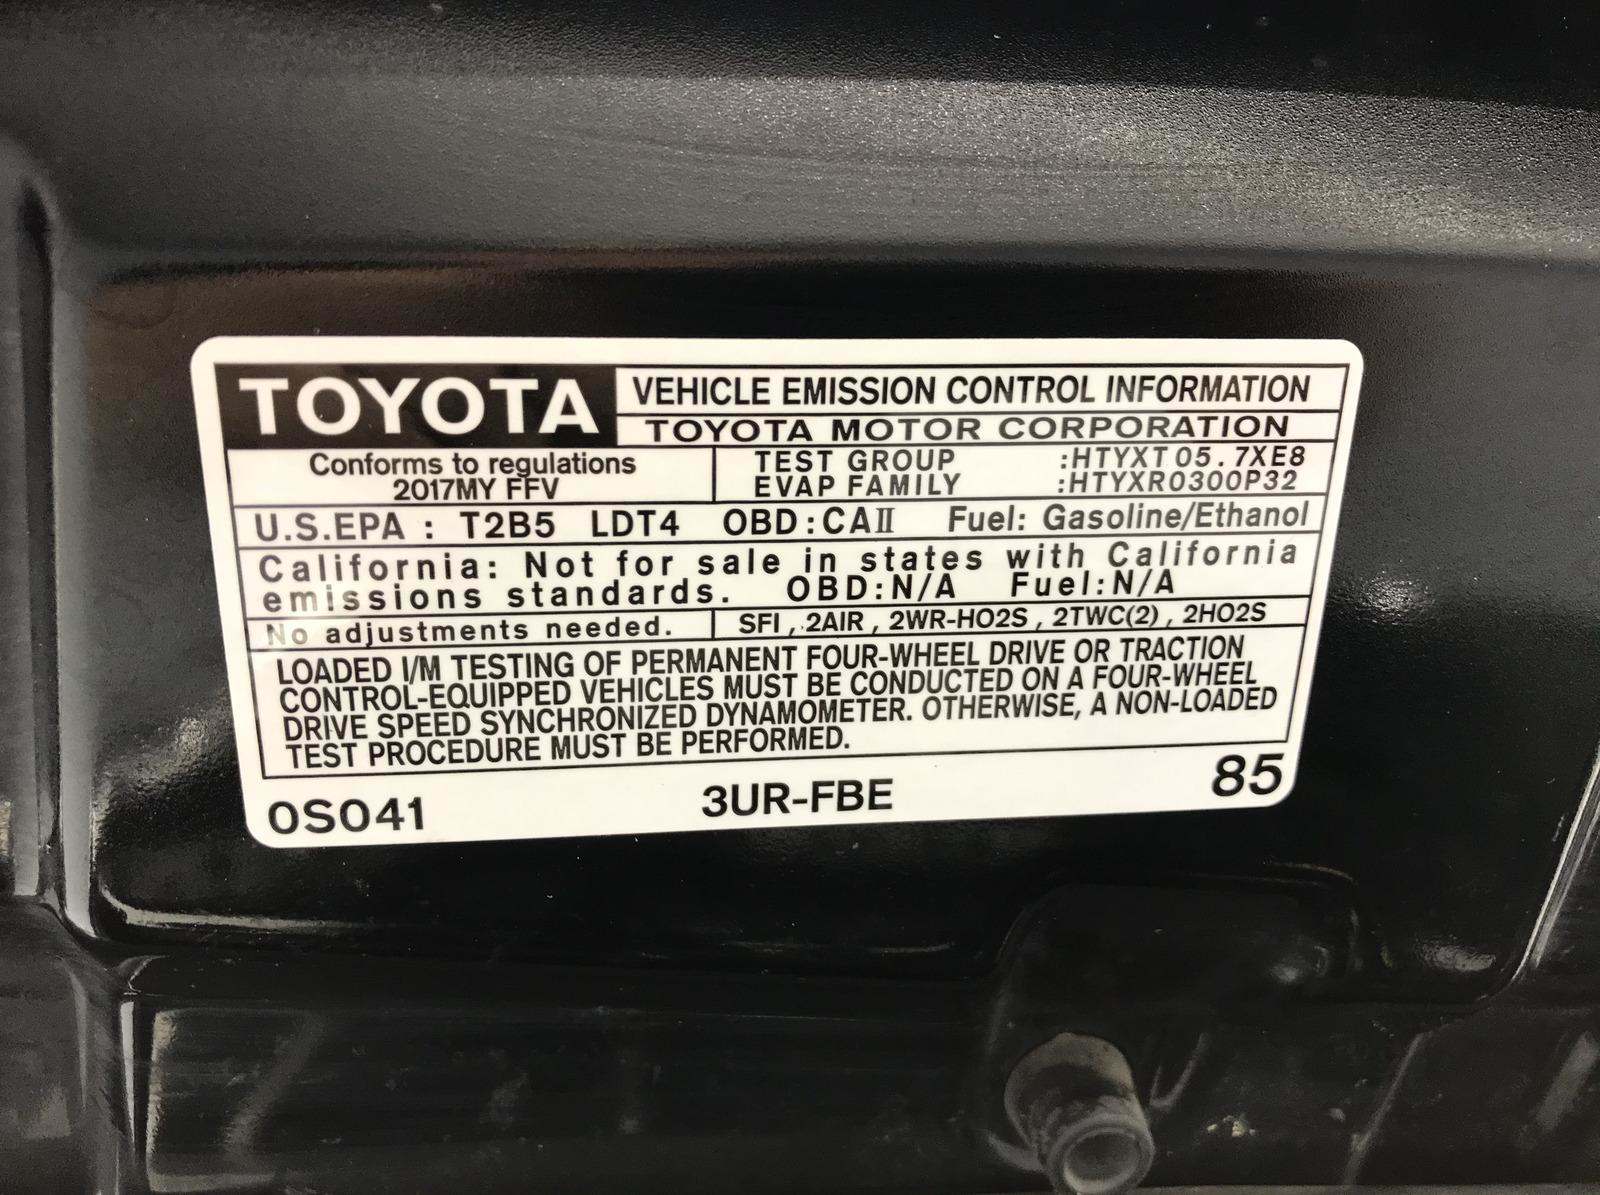 TOYOTA
VEHICLE EMISSION CONTROL INFORMATION
TOYOTA MOTOR CORPORATION
Conforms to regulations
2017MY FFV
TEST GROUP :HTYXT05.7XE8
EVAP FAMILY :HTYXR0300P32
U.S.EPA : T2B5 LDT4 OBD:CAⅡ Fuel: Gasoline/Ethanol
California: Not for sale in states with California
emissions standards. OBD:N/A Fuel:N/A
No adjustments needed.
SFI, 2AIR, 2WR-HO2S, 2TWC(2), 2HO2S
LOADED I/M TESTING OF PERMANENT FOUR-WHEEL DRIVE OR TRACTION
CONTROL-EQUIPPED VEHICLES MUST BE CONDUCTED ON A FOUR-WHEEL
DRIVE SPEED SYNCHRONIZED DYNAMOMETER. OTHERWISE, A NON-LOADED
TEST PROCEDURE MUST BE PERFORMED.
0S041
3UR-FBE
85